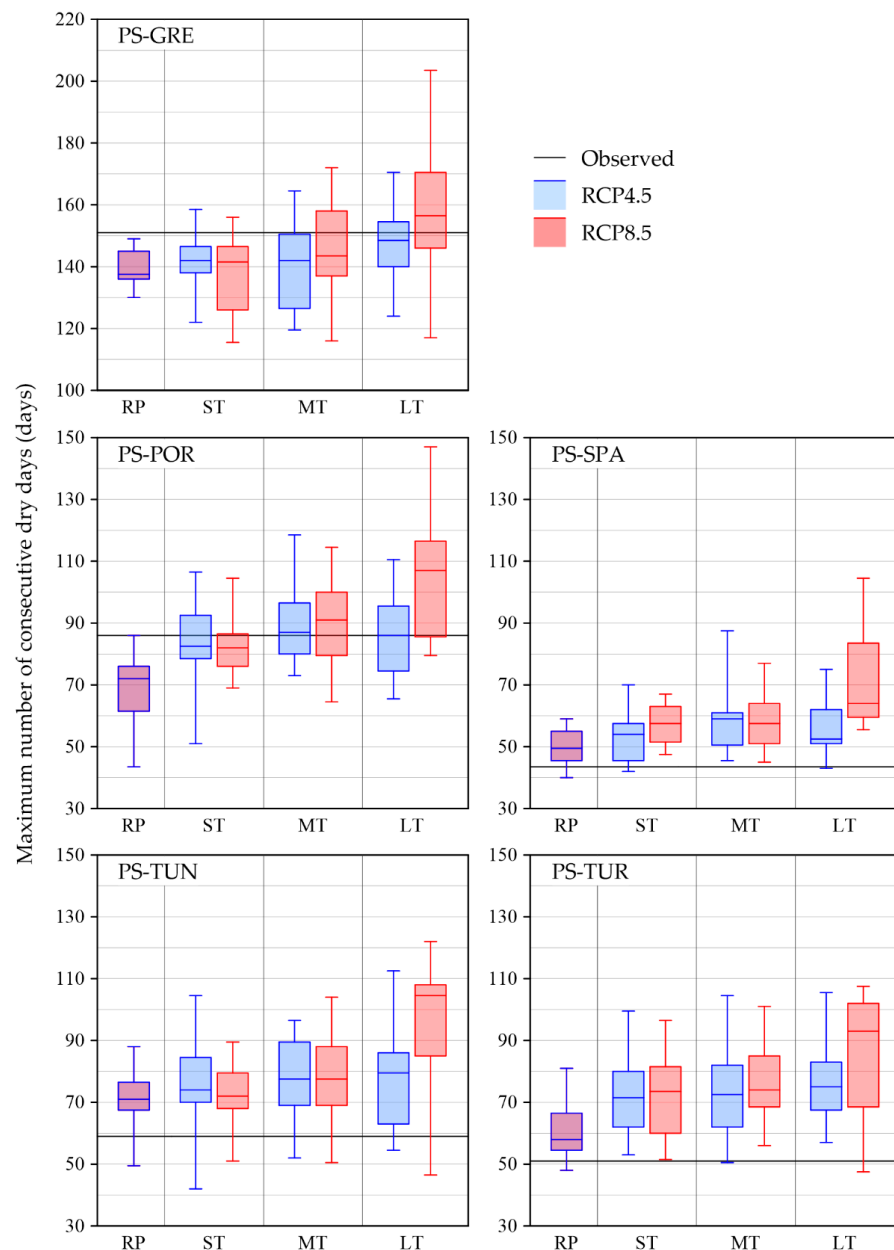 Maximum number of consecutive dry days (days)
PS-GRE
220
200
180
160
140
120
100
RP ST MT LT
Observed
RCP4.5
RCP8.5
PS-POR
150
130
110
90
70
50
30
RP ST MT LT
PS-SPA
150
130
110
90
70
50
30
RP ST MT LT
PS-TUN
150
130
110
90
70
50
30
RP ST MT LT
PS-TUR
150
130
110
90
70
50
30
RP ST MT LT